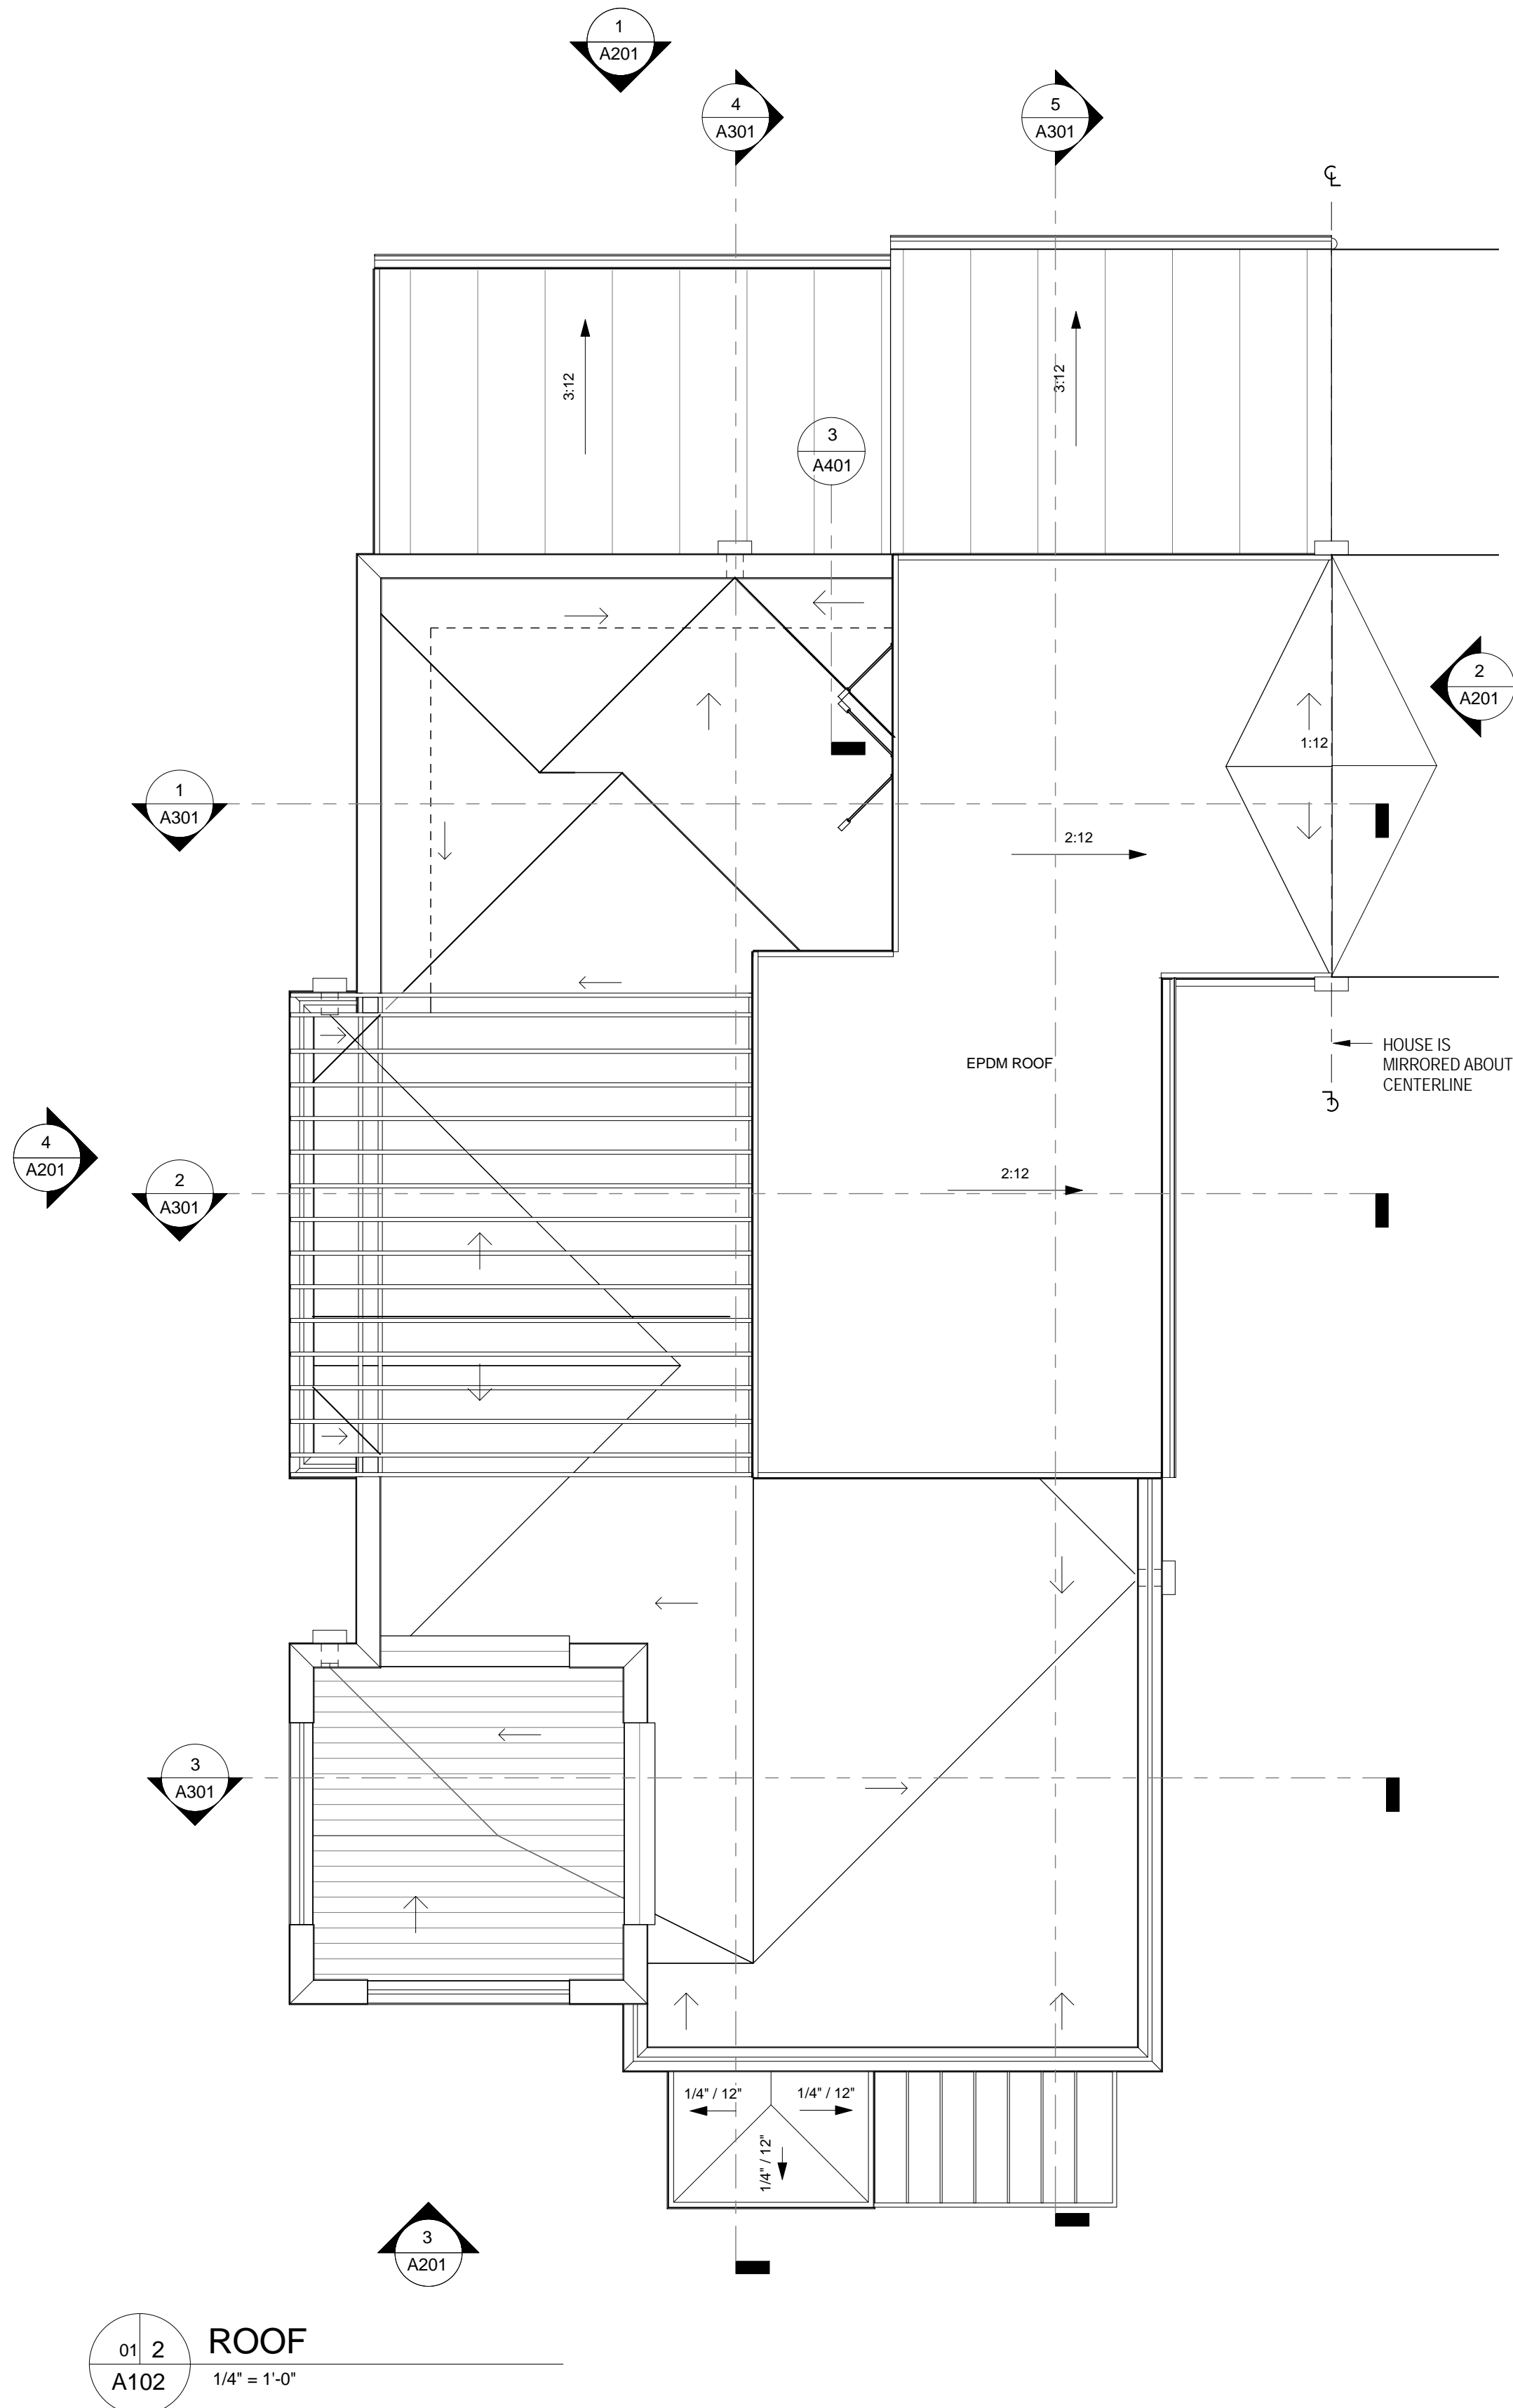 1
A201
4
A301
5
A301
3:12
3:12
3
A401
2
A201
1:12
1
A301
2:12
HOUSE IS
MIRRORED ABOUT
CENTERLINE
EPDM ROOF
4
A201
2
A301
2:12
3
A301
1/4" / 12"
1/4" / 12"
1/4" / 12"
3
A201
01 2
A102
ROOF
1/4" = 1'-0"